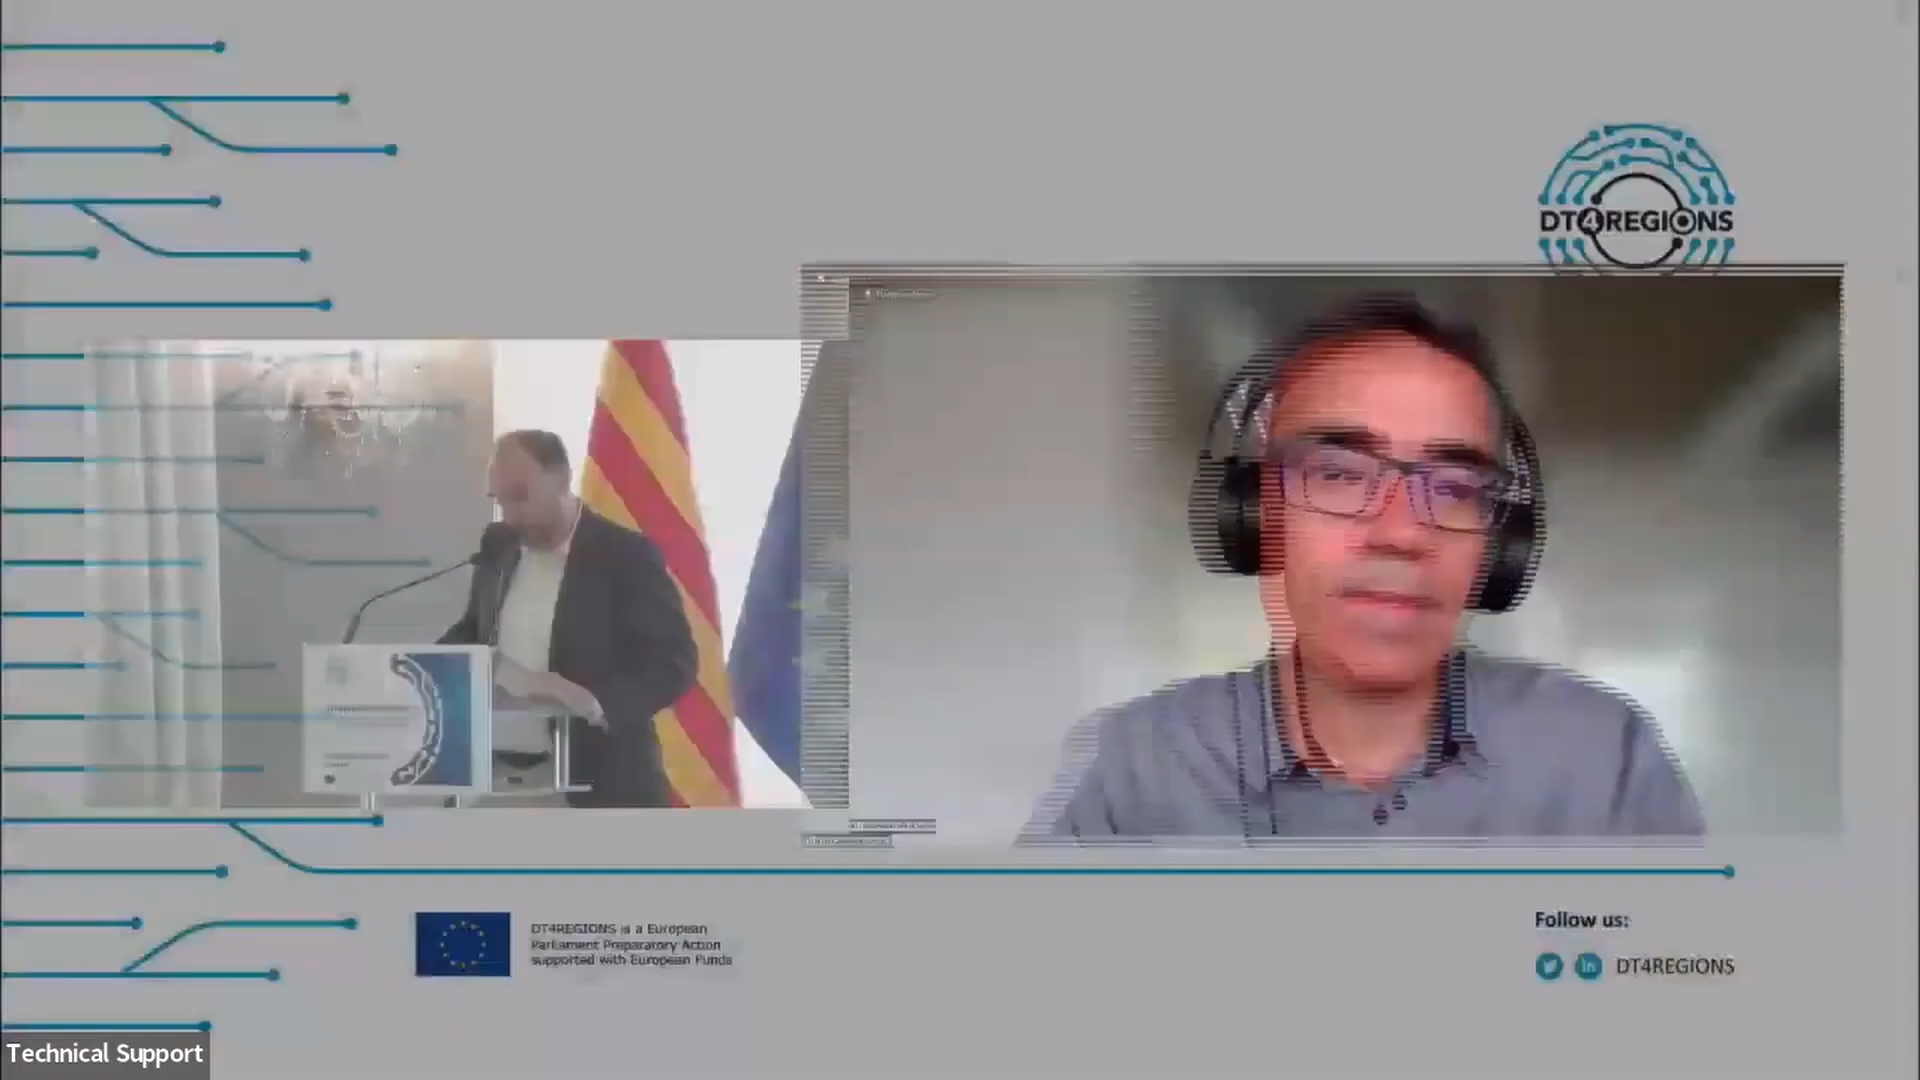 DT4REGIONS
DT4REGIONS is a European
Parliament Preparatory Action
supported with European Funds
Follow us:
DT4REGIONS
Technical Support